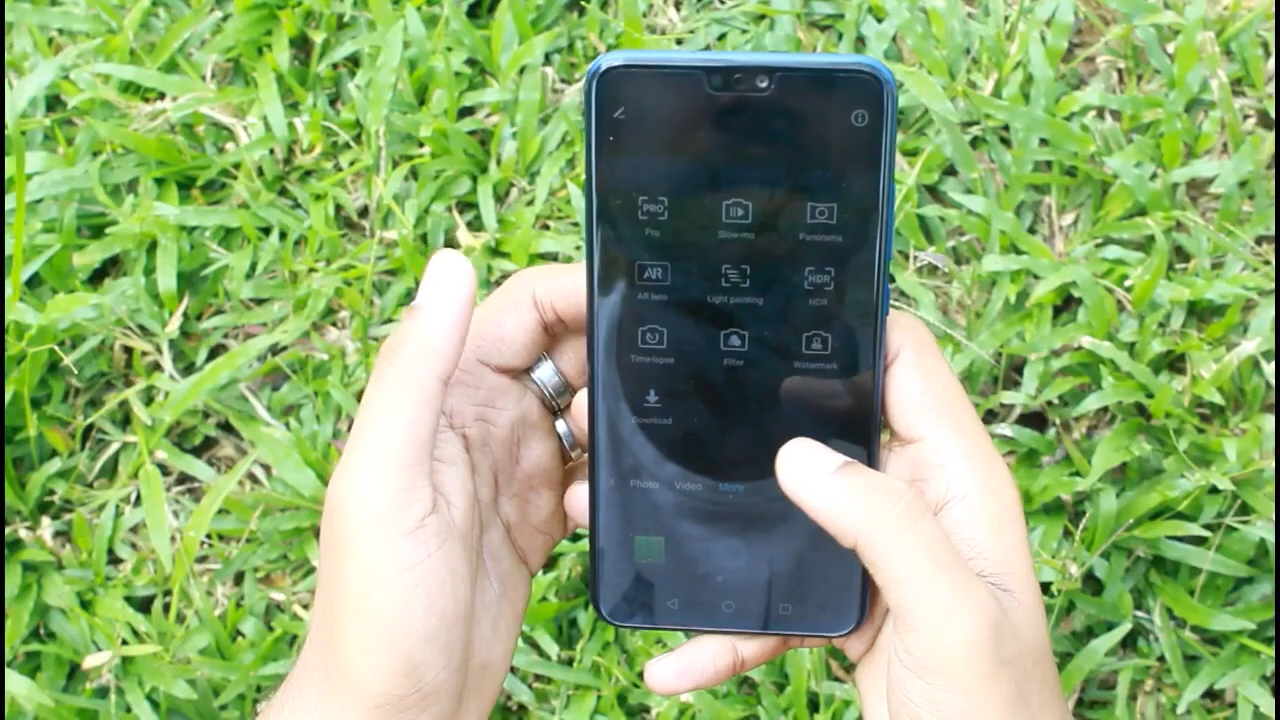 PRO
Pro Slow-mo Panorama
AR HDR
AR lens Light painting HDR
Time-lapse Filter Watermark
Download
Photo Video More